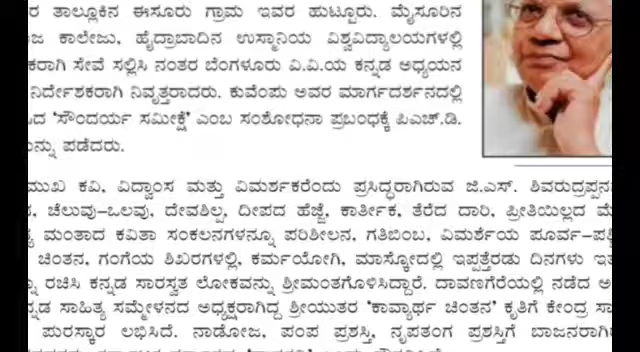 ರ ತಾಲ್ಲೂಕಿನ ಈಸೂರು ಗ್ರಾಮ ಇವರ ಹುಟ್ಟೂರು. ಮೈಸೂರಿನ
ಕಾಲೇಜು, ಹೈದ್ರಾಬಾದಿನ ಉಸ್ಮಾನಿಯ ವಿಶ್ವವಿದ್ಯಾಲಯಗಳಲ್ಲಿ
ಕರಾಗಿ ಸೇವೆ ಸಲ್ಲಿಸಿ ನಂತರ ಬೆಂಗಳೂರು ವಿ.ವಿ.ಯ ಕನ್ನಡ ಅಧ್ಯಯನ
ನಿರ್ದೇಶಕರಾಗಿ ನಿವೃತ್ತರಾದರು. ಕುವೆಂಪು ಅವರ ಮಾರ್ಗದರ್ಶನದಲ್ಲಿ
ದ 'ಸೌಂದರ್ಯ ಸಮೀಕ್ಷೆ' ಎಂಬ ಸಂಶೋಧನಾ ಪ್ರಬಂಧಕ್ಕೆ ಪಿಎಚ್.ಡಿ.
ನ್ನು ಪಡೆದರು.
ಮುಖ ಕವಿ, ವಿದ್ವಾಂಸ ಮತ್ತು ವಿಮರ್ಶಕರೆಂದು ಪ್ರಸಿದ್ಧರಾಗಿರುವ ಜಿ.ಎಸ್. ಶಿವರುದ್ರಪ್ಪನ
ಚೆಲುವು-ಒಲವು, ದೇವಶಿಲ್ಪ, ದೀಪದ ಹೆಜ್ಜೆ, ಕಾರ್ತೀಕ, ತೆರೆದ ದಾರಿ, ಪ್ರೀತಿಯಿಲ್ಲದ ಮೇ
ಮಂತಾದ ಕವಿತಾ ಸಂಕಲನಗಳನ್ನೂ ಪರಿಶೀಲನ, ಗತಿಬಿಂಬ, ವಿಮರ್ಶೆಯ ಪೂರ್ವ-ಪಶ್ಚಿ
ಚಿಂತನ, ಗಂಗೆಯ ಶಿಖರಗಳಲ್ಲಿ, ಕರ್ಮಯೋಗಿ, ಮಾಸ್ಕೋದಲ್ಲಿ ಇಪ್ಪತ್ತೆರಡು ದಿನಗಳು ಇ
ರಚಿಸಿ ಕನ್ನಡ ಸಾರಸ್ವತ ಲೋಕವನ್ನು ಶ್ರೀಮಂತಗೊಳಿಸಿದ್ದಾರೆ. ದಾವಣಗೆರೆಯಲ್ಲಿ ನಡೆದ ಅ
ನ್ನಡ ಸಾಹಿತ್ಯ ಸಮ್ಮೇಳನದ ಅಧ್ಯಕ್ಷರಾಗಿದ್ದ ಶ್ರೀಯುತರ 'ಕಾವ್ಯಾರ್ಥ ಚಿಂತನ' ಕೃತಿಗೆ ಕೇಂದ್ರ ಸಾ
ಪುರಸ್ಕಾರ ಲಭಿಸಿದೆ. ನಾಡೋಜ, ಪಂಪ ಪ್ರಶಸ್ತಿ, ನೃಪತಂಗ ಪ್ರಶಸ್ತಿಗೆ ಬಾಜನರಾಗಿ